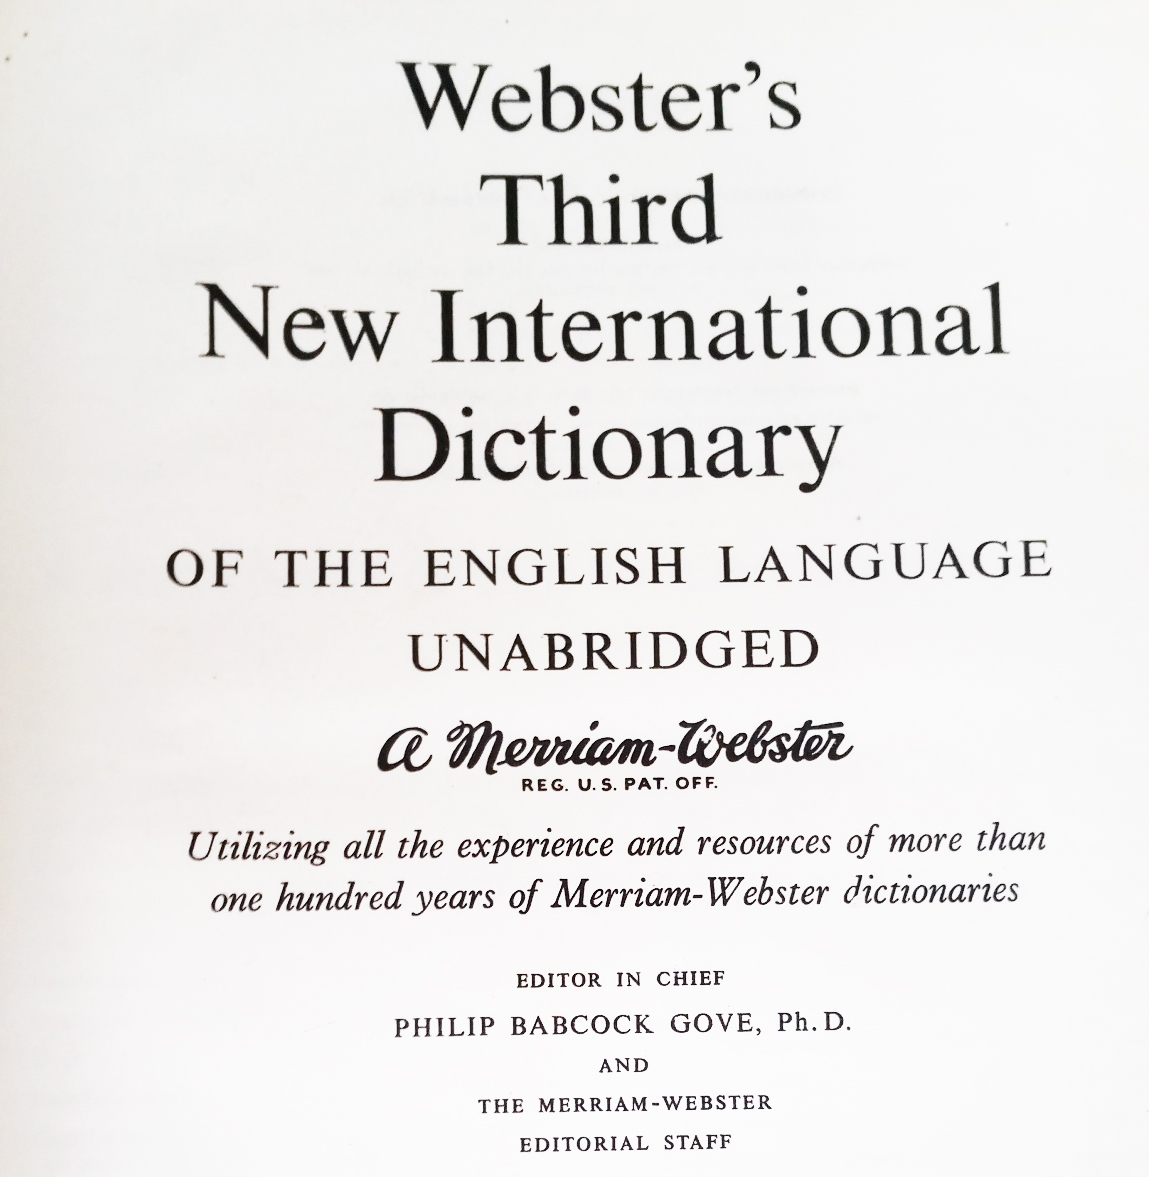 Webster's
Third
New International
Dictionary
OF THE ENGLISH LANGUAGE
UNABRIDGED
a Merriam-Webster
REG. U.S. PAT. OFF.
Utilizing all the experience and resources of more than
one hundred years of Merriam-Webster dictionaries
EDITOR IN CHIEF
PHILIP BABCOCK GOVE, Ph.D.
AND
THE MERRIAM-WEBSTER
EDITORIAL STAFF